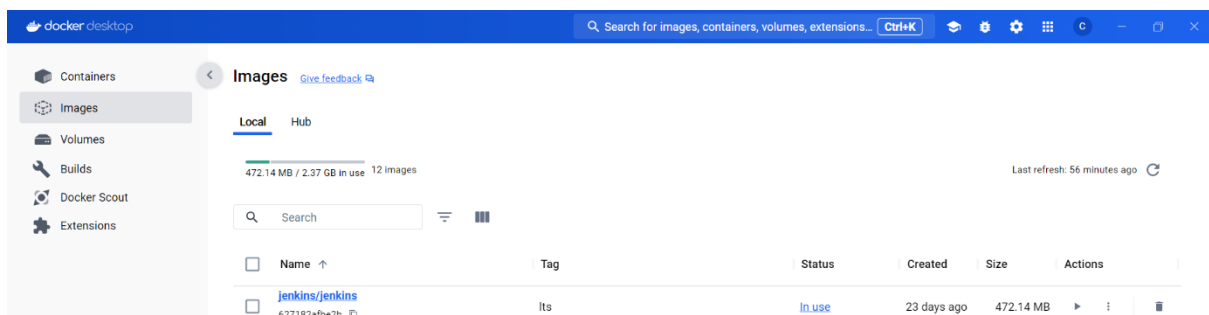 docker desktop
Search for images, containers, volumes, extensions... Ctrl+K
C
Containers
Images
Volumes
Builds
Docker Scout
Extensions
Images Give feedback
Local Hub
472.14 MB / 2.37 GB in use 12 images
Last refresh: 56 minutes ago
Search
Name Tag Status Created Size Actions
jenkins/jenkins
lts In use 23 days ago 472.14 MB